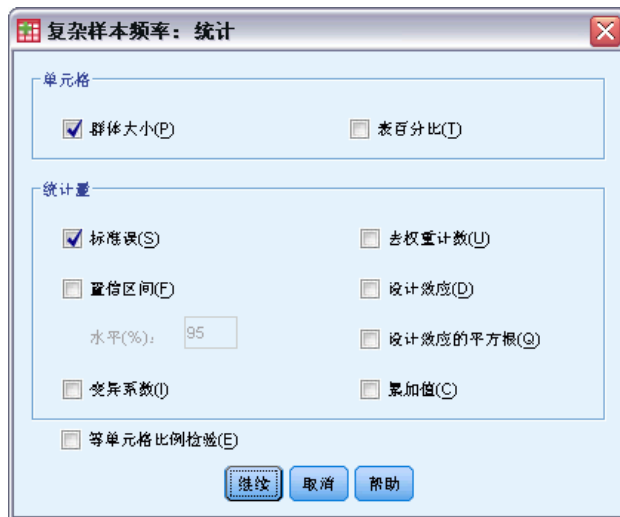 复杂样本频率：统计
单元格
群体大小(P)
表百分比(T)
统计量
标准误(S)
去权重计数(U)
置信区间(F)
设计效应(D)
水平(%)：
95
设计效应的平方根(Q)
变异系数(I)
累加值(C)
等单元格比例检验(E)
继续
取消
帮助